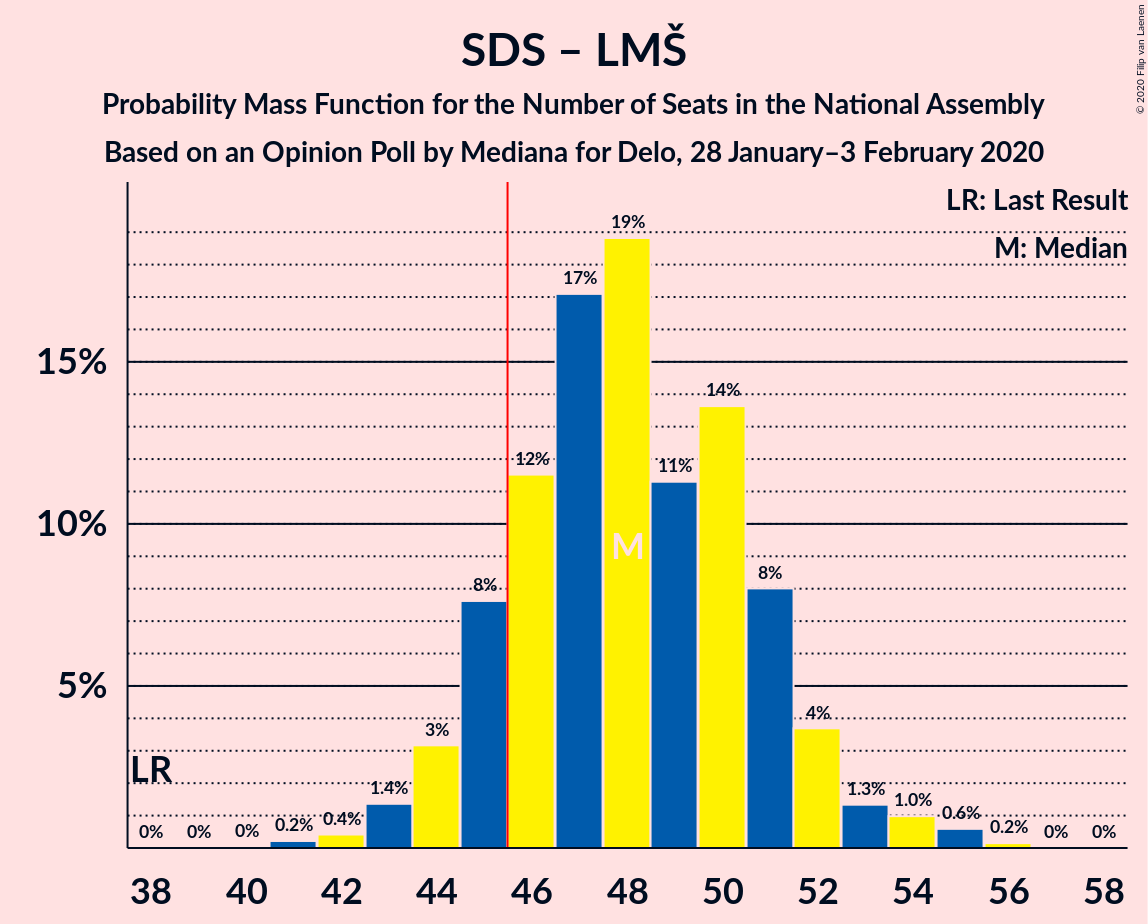 SDS – LMŠ
Probability Mass Function for the Number of Seats in the National Assembly
Based on an Opinion Poll by Mediana for Delo, 28 January–3 February 2020
© 2020 Filip van Laenen
LR: Last Result
M: Median
15%
10%
5%
LR
M
0%
0%
0%
0.2%
0.4%
1.4%
3%
8%
12%
17%
19%
11%
14%
8%
4%
1.3%
1.0%
0.6%
0.2%
0%
0%
38 40 42 44 46 48 50 52 54 56 58